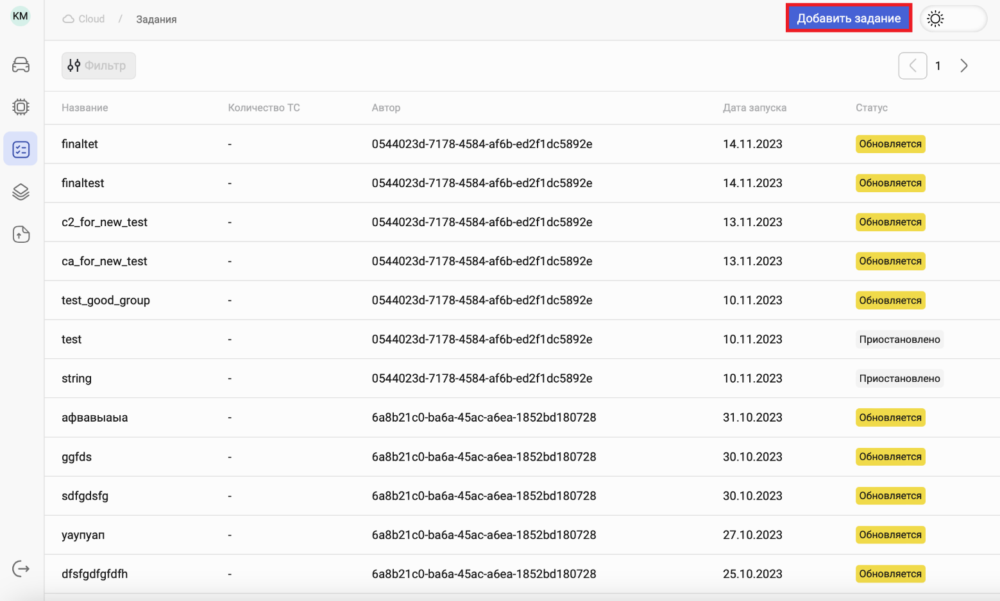 KM
Cloud / Задания
Добавить задание
Фильтр
1
Название Количество ТС Автор Дата запуска Статус
finaltet - 0544023d-7178-4584-af6b-ed2f1dc5892e 14.11.2023 Обновляется
finaltest - 0544023d-7178-4584-af6b-ed2f1dc5892e 14.11.2023 Обновляется
c2_for_new_test - 0544023d-7178-4584-af6b-ed2f1dc5892e 13.11.2023 Обновляется
ca_for_new_test - 0544023d-7178-4584-af6b-ed2f1dc5892e 13.11.2023 Обновляется
test_good_group - 0544023d-7178-4584-af6b-ed2f1dc5892e 10.11.2023 Обновляется
test - 0544023d-7178-4584-af6b-ed2f1dc5892e 10.11.2023 Приостановлено
string - 0544023d-7178-4584-af6b-ed2f1dc5892e 10.11.2023 Приостановлено
афвавыаыа - 6a8b21c0-ba6a-45ac-a6ea-1852bd180728 31.10.2023 Обновляется
ggfds - 6a8b21c0-ba6a-45ac-a6ea-1852bd180728 30.10.2023 Обновляется
sdfgdsfg - 6a8b21c0-ba6a-45ac-a6ea-1852bd180728 30.10.2023 Обновляется
уаупуап - 6a8b21c0-ba6a-45ac-a6ea-1852bd180728 27.10.2023 Обновляется
dfsfgdfgfdfh - 6a8b21c0-ba6a-45ac-a6ea-1852bd180728 25.10.2023 Обновляется